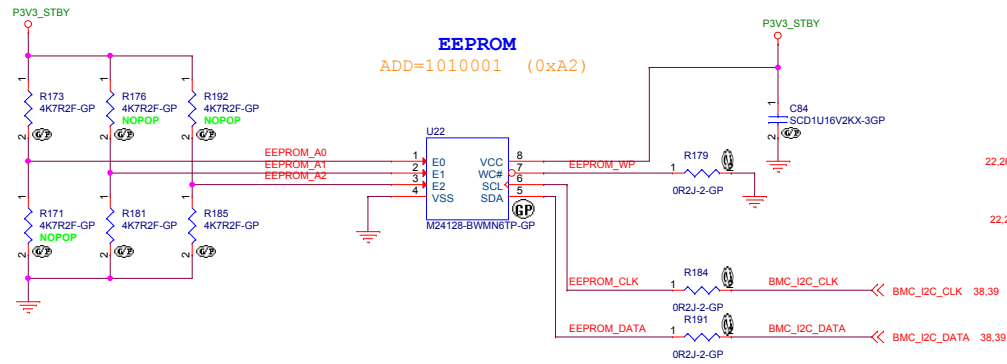 P3V3_STBY
P3V3_STBY
EEPROM
ADD=1010001 (0xA2)
1
1
1
R173
4K7R2F-GP
R176
4K7R2F-GP
NOPOP
R192
4K7R2F-GP
NOPOP
2
2
2
1
C84
SCD1U16V2KX-3GP
2
U22
EEPROM_A0
EEPROM_A1
EEPROM_A2
1
2
3
4
E0
E1
E2
VSS
VCC
WC#
SCL
SDA
8
7
6
5
GP
M24128-BWMN6TP-GP
EEPROM_WP
R179
1
0R2J-2-GP
22,26
22,2
1
1
1
R171
4K7R2F-GP
NOPOP
R181
4K7R2F-GP
R185
4K7R2F-GP
2
2
2
EEPROM_CLK
R184
1
0R2J-2-GP
BMC_I2C_CLK
BMC_I2C_CLK 38,39
EEPROM_DATA
R191
1
0R2J-2-GP
BMC_I2C_DATA
BMC_I2C_DATA 38,39